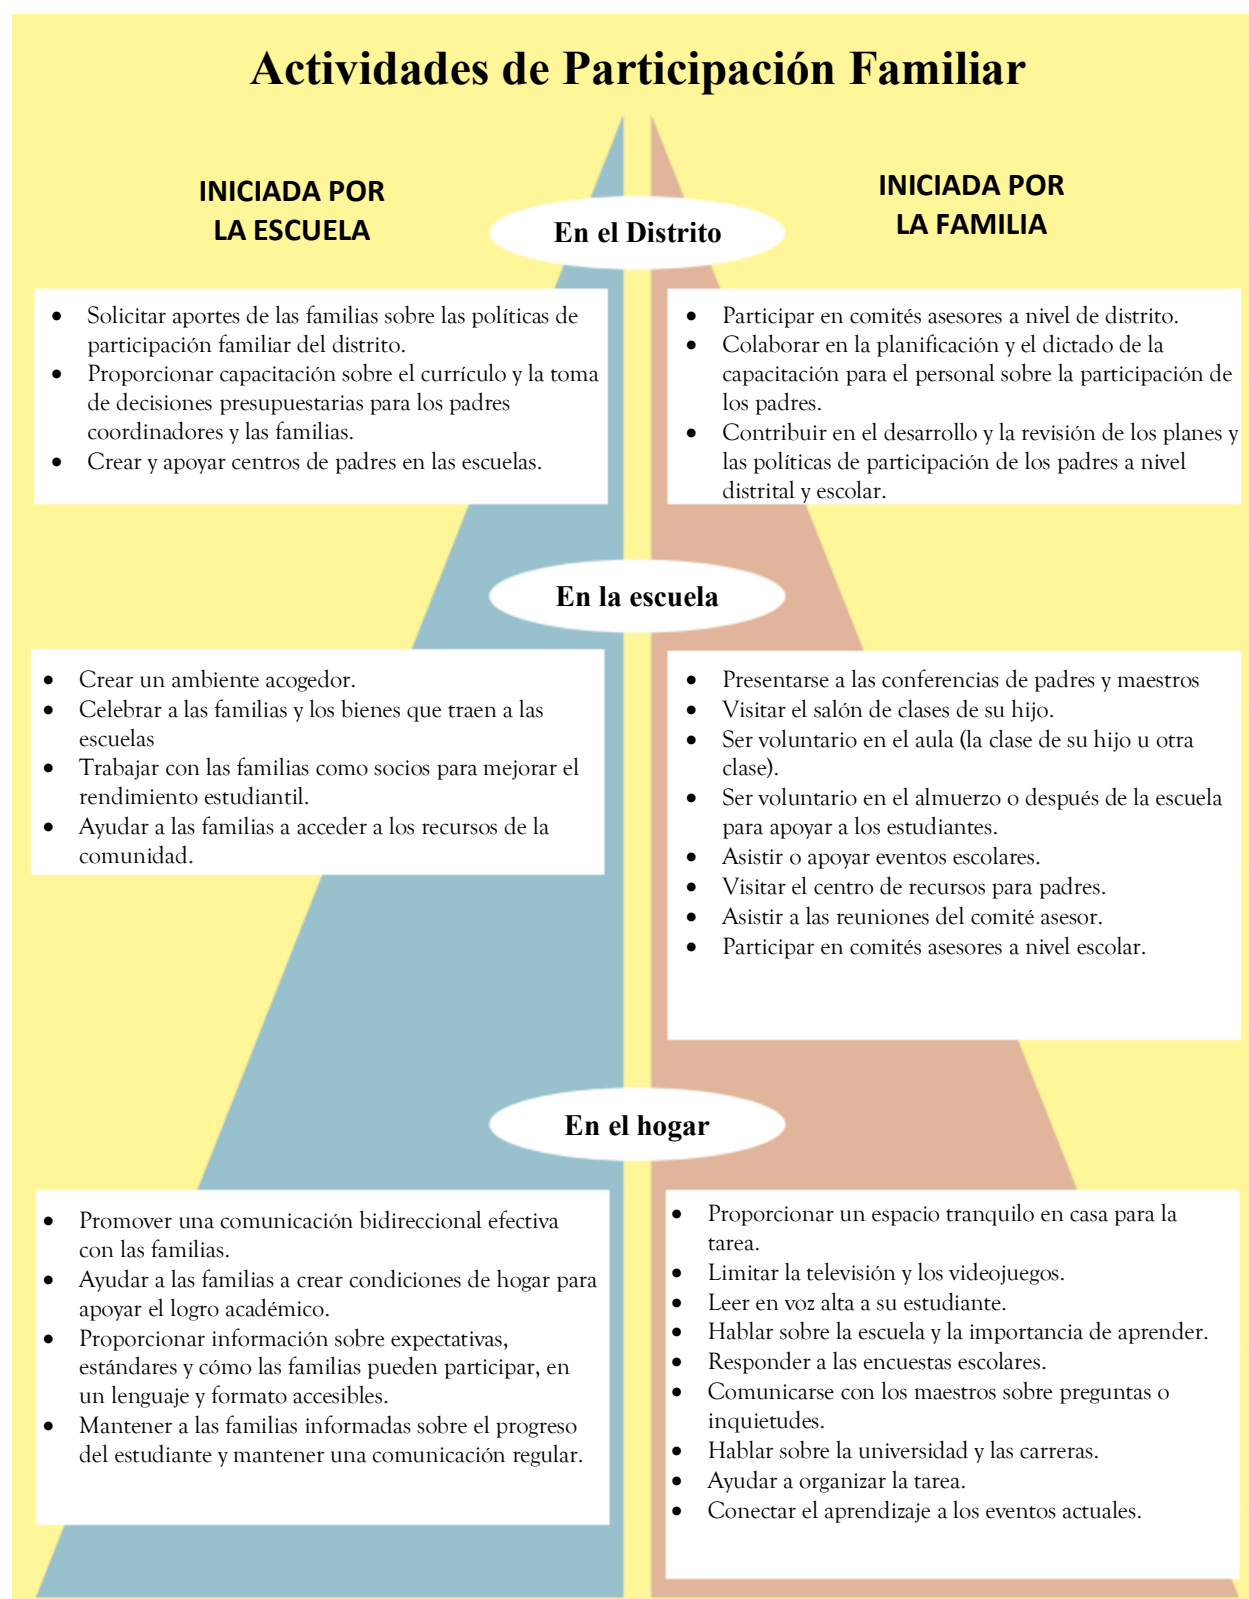 Actividades de Participación Familiar
INICIADA POR
LA ESCUELA
INICIADA POR
LA FAMILIA
En el Distrito
• Solicitar aportes de las familias sobre las políticas de
participación familiar del distrito.
• Proporcionar capacitación sobre el currículo y la toma
de decisiones presupuestarias para los padres
coordinadores y las familias.
• Crear y apoyar centros de padres en las escuelas.
• Participar en comités asesores a nivel de distrito.
• Colaborar en la planificación y el dictado de la
capacitación para el personal sobre la participación de
los padres.
• Contribuir en el desarrollo y la revisión de los planes y
las políticas de participación de los padres a nivel
distrital y escolar.
En la escuela
• Crear un ambiente acogedor.
• Celebrar a las familias y los bienes que traen a las
escuelas
• Trabajar con las familias como socios para mejorar el
rendimiento estudiantil.
• Ayudar a las familias a acceder a los recursos de la
comunidad.
• Presentarse a las conferencias de padres y maestros
• Visitar el salón de clases de su hijo.
• Ser voluntario en el aula (la clase de su hijo u otra
clase).
• Ser voluntario en el almuerzo o después de la escuela
para apoyar a los estudiantes.
• Asistir o apoyar eventos escolares.
• Visitar el centro de recursos para padres.
• Asistir a las reuniones del comité asesor.
• Participar en comités asesores a nivel escolar.
En el hogar
• Promover una comunicación bidireccional efectiva
con las familias.
• Ayudar a las familias a crear condiciones de hogar para
apoyar el logro académico.
• Proporcionar información sobre expectativas,
estándares y cómo las familias pueden participar, en
un lenguaje y formato accesibles.
• Mantener a las familias informadas sobre el progreso
del estudiante y mantener una comunicación regular.
• Proporcionar un espacio tranquilo en casa para la
tarea.
• Limitar la televisión y los videojuegos.
• Leer en voz alta a su estudiante.
• Hablar sobre la escuela y la importancia de aprender.
• Responder a las encuestas escolares.
• Comunicarse con los maestros sobre preguntas o
inquietudes.
• Hablar sobre la universidad y las carreras.
• Ayudar a organizar la tarea.
• Conectar el aprendizaje a los eventos actuales.